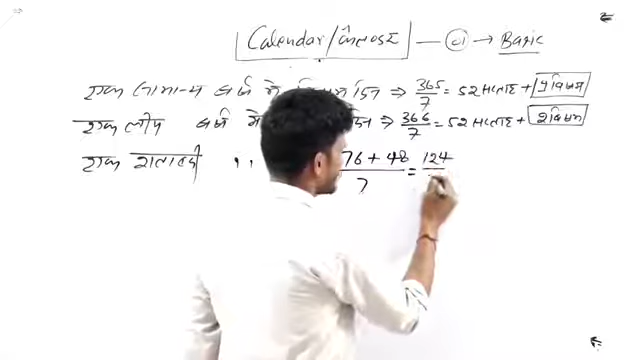 Calendar/कैलेण्डर — 01 → Basic
एक सामान्य वर्ष में ⇒ 365/7 = 52 सप्ताह + 1 विषम
एक लीप वर्ष में ⇒ 366/7 = 52 सप्ताह + 2 विषम
एक शताब्दी " 76 + 48/7 = 124